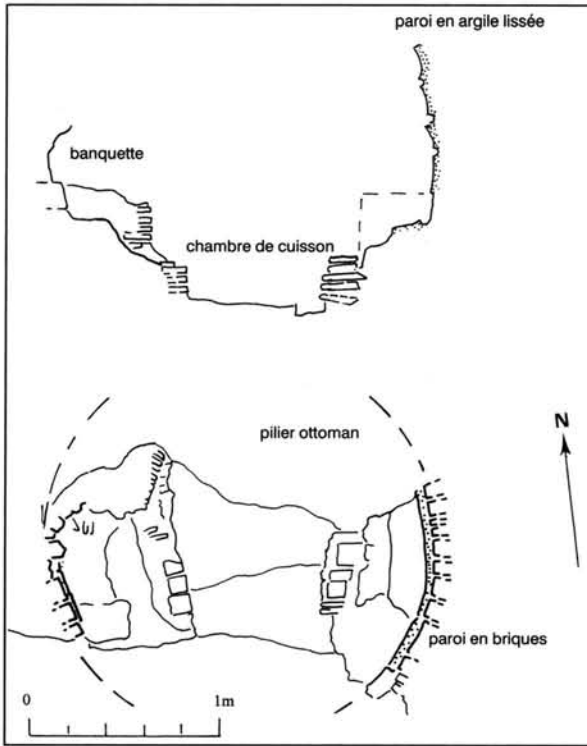 paroi en argile lissée
banquette
chambre de cuisson
pilier ottoman
N
paroi en briques
0 1m